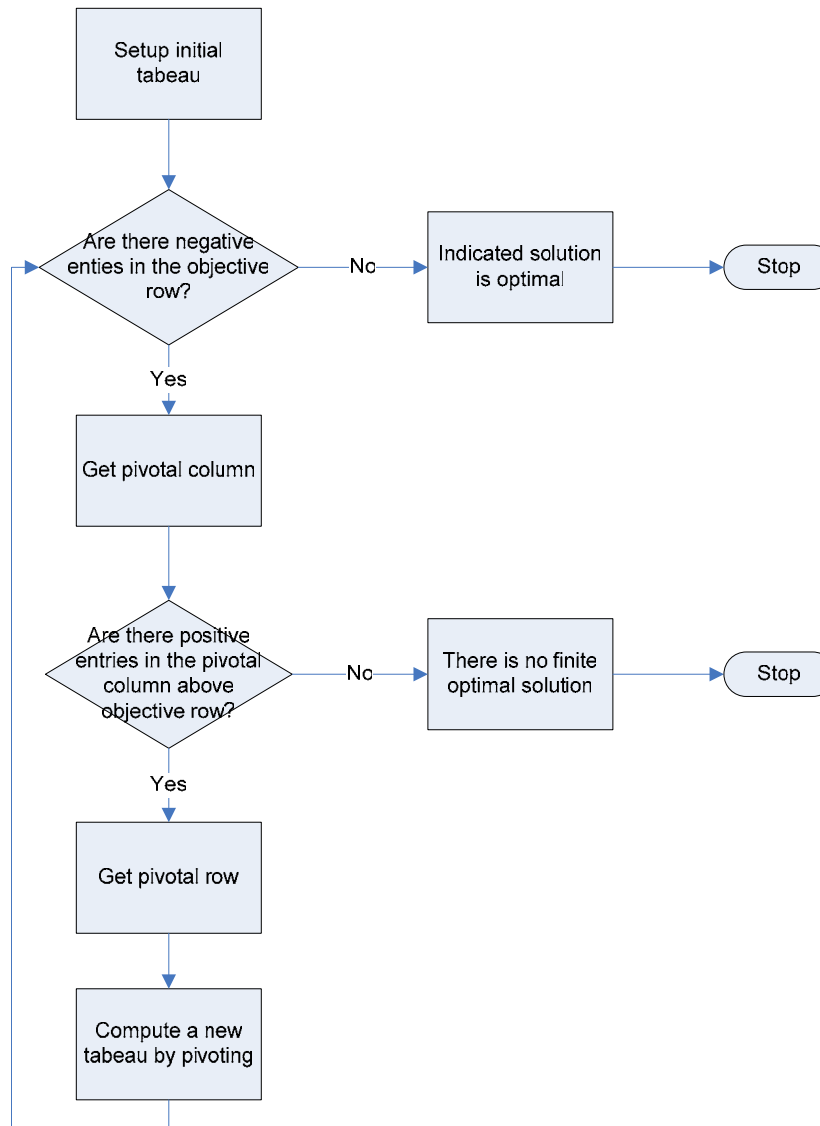 Setup initial
tabeau
Are there negative
enties in the objective
row?
No
Indicated solution
is optimal
Stop
Yes
Get pivotal column
Are there positive
entries in the pivotal
column above
objective row?
No
There is no finite
optimal solution
Stop
Yes
Get pivotal row
Compute a new
tabeau by pivoting